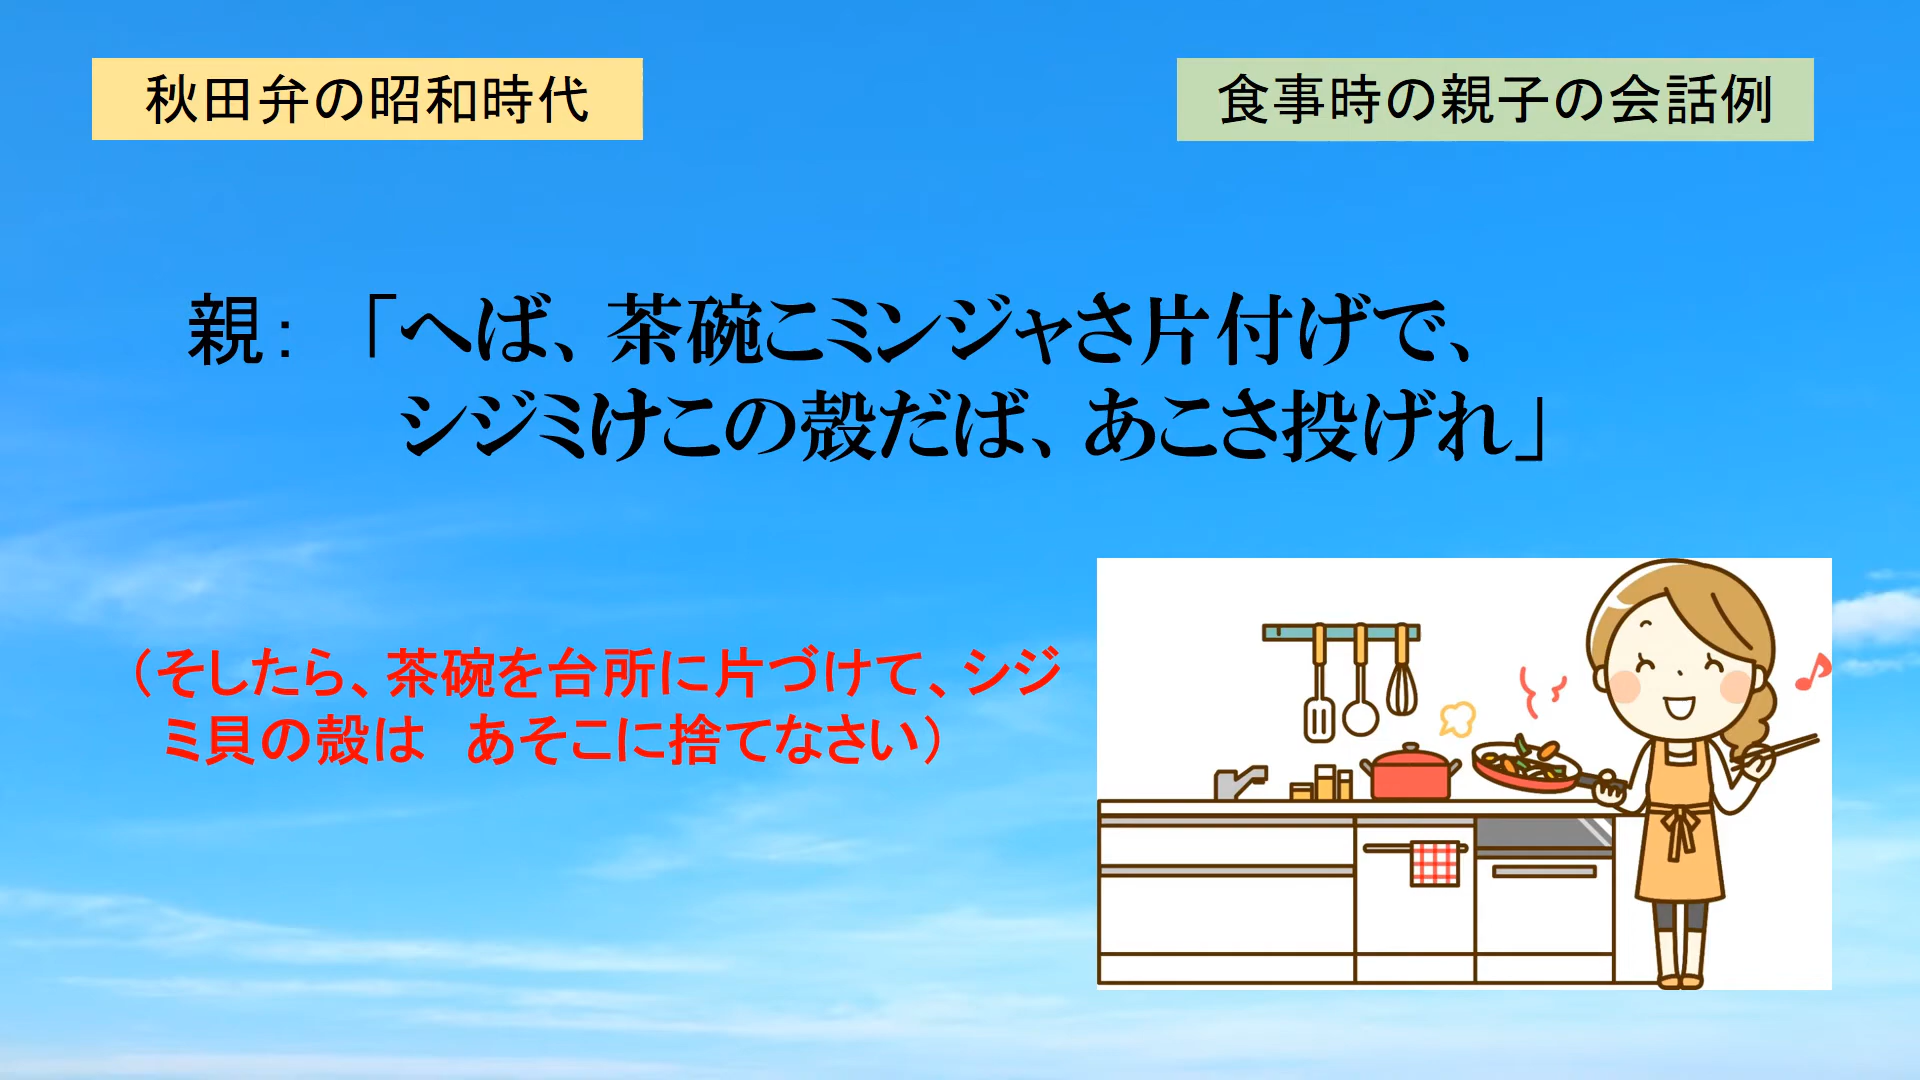 秋田弁の昭和時代
食事時の親子の会話例
親：「へば、茶碗こミンジャさ片付げで、
シジミけこの殻だば、あこさ投げれ」
（そしたら、茶碗を台所に片づけて、シジ
ミ貝の殻は　あそこに捨てなさい）